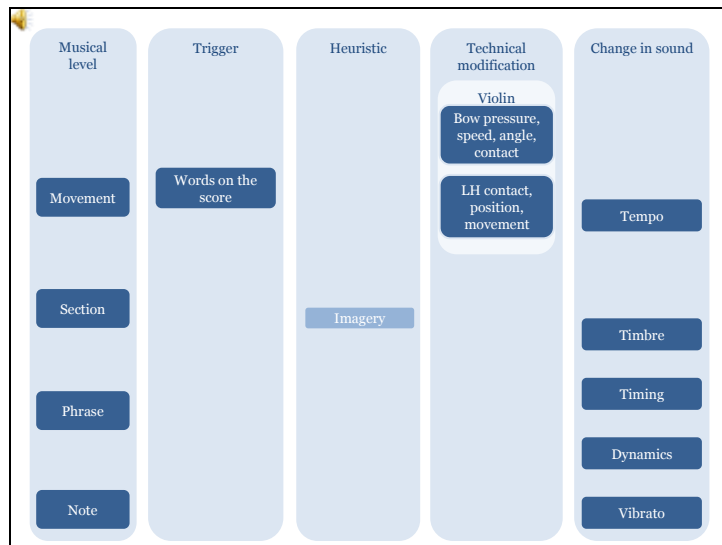 Musical
level
Movement
Section
Phrase
Note
Trigger
Words on the
score
Heuristic
Imagery
Technical
modification
Violin
Bow pressure,
speed, angle,
contact
LH contact,
position,
movement
Change in sound
Tempo
Timbre
Timing
Dynamics
Vibrato